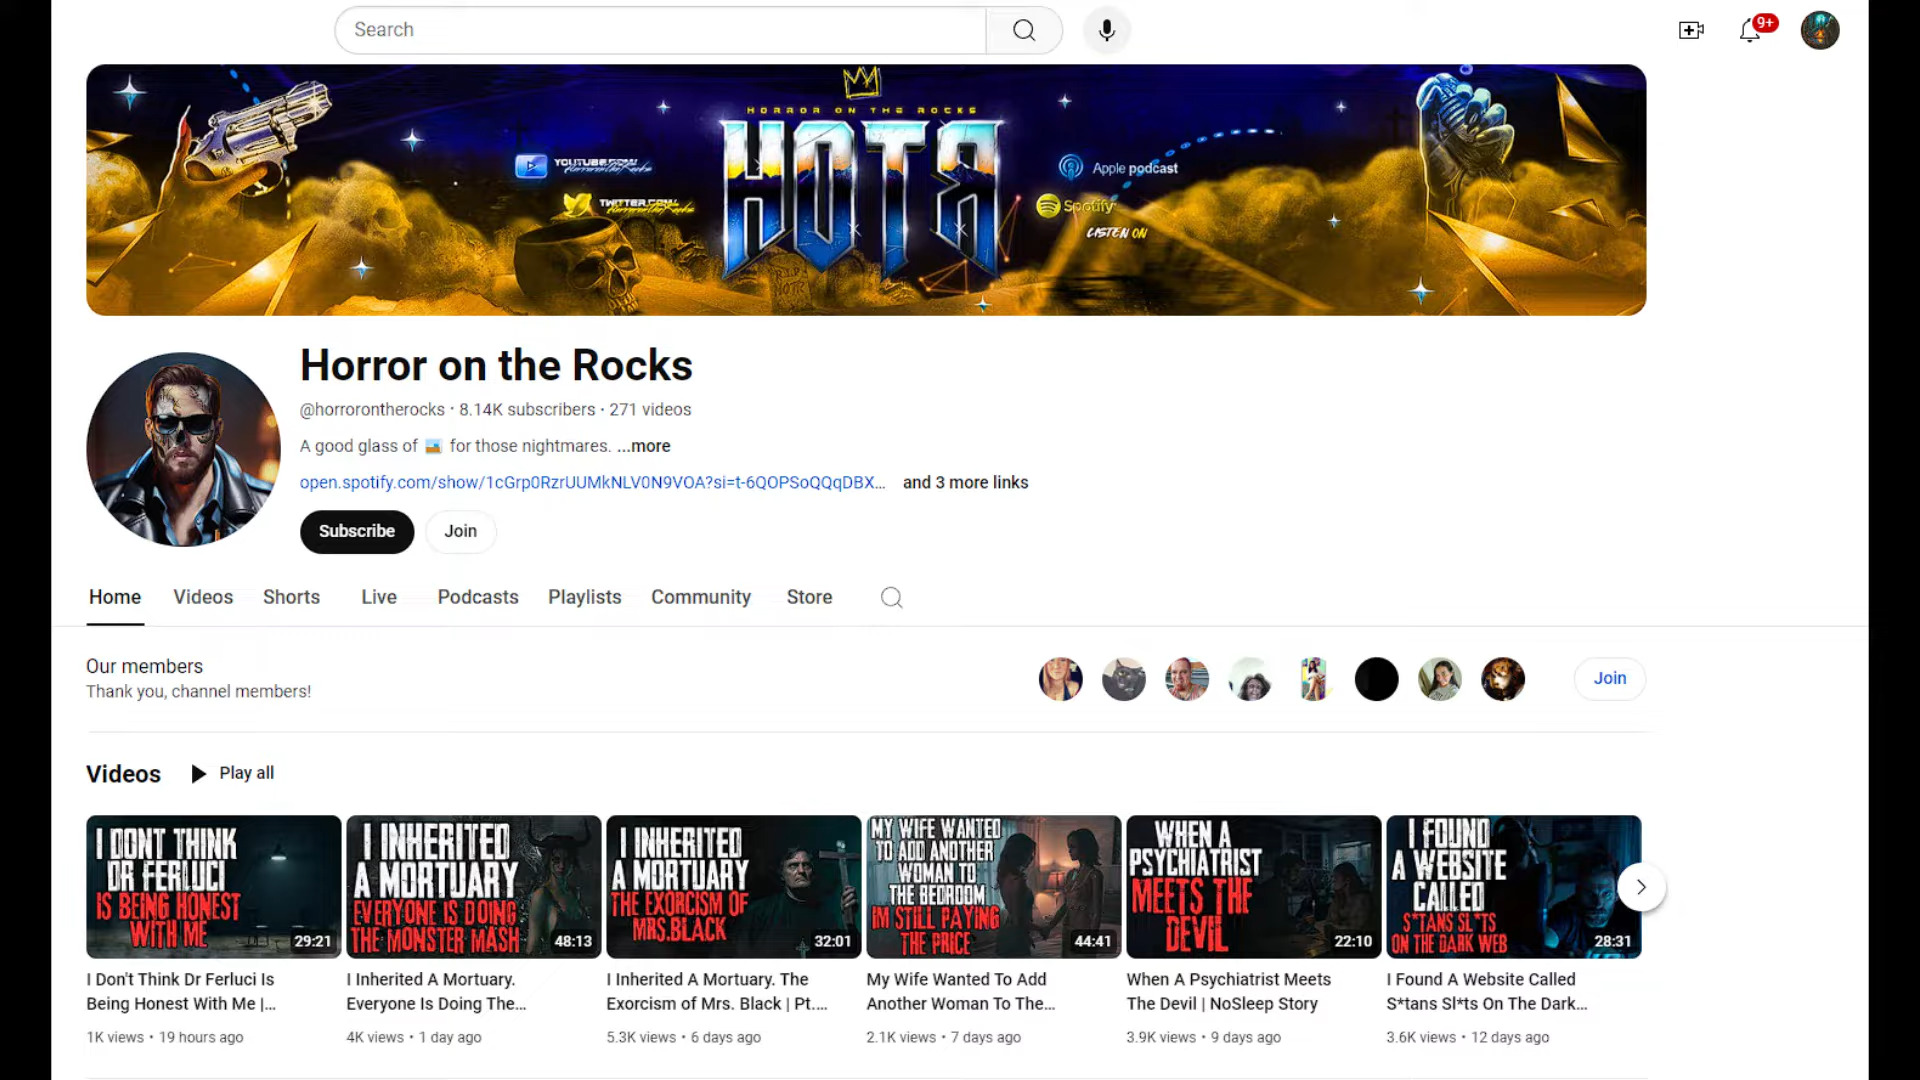 Search
9+
HORROR ON THE ROCKS
HOTR
YOUTUBE.COM/
HorrorontheRocks
TWITTER.COM/
HorrorontheRocks
Apple podcast
Spotify
LISTEN ON
R.I.P
HOTR
Horror on the Rocks
@horrorontherocks · 8.14K subscribers · 271 videos
A good glass of for those nightmares. ...more
open.spotify.com/show/1cGrp0RzrUUMkNLV0N9VOA?si=t-6QOPSoQQqDBX... and 3 more links
Subscribe Join
Home Videos Shorts Live Podcasts Playlists Community Store
Our members
Thank you, channel members!
Join
Videos Play all
I DONT THINK
DR FERLUCI
IS BEING HONEST
WITH ME
29:21
I INHERITED
A MORTUARY
EVERYONE IS DOING
THE MONSTER MASH
48:13
I INHERITED
A MORTUARY
THE EXORCISM OF
MRS.BLACK
32:01
MY WIFE WANTED
TO ADD ANOTHER
WOMAN TO
THE BEDROOM
IM STILL PAYING
THE PRICE
44:41
WHEN A
PSYCHIATRIST
MEETS THE
DEVIL
22:10
I FOUND
A WEBSITE
CALLED
S*TANS SL*TS
ON THE DARK WEB
28:31
I Don't Think Dr Ferluci Is
Being Honest With Me |...
1K views · 19 hours ago
I Inherited A Mortuary.
Everyone Is Doing The...
4K views · 1 day ago
I Inherited A Mortuary. The
Exorcism of Mrs. Black | Pt....
5.3K views · 6 days ago
My Wife Wanted To Add
Another Woman To The...
2.1K views · 7 days ago
When A Psychiatrist Meets
The Devil | NoSleep Story
3.9K views · 9 days ago
I Found A Website Called
S*tans Sl*ts On The Dark...
3.6K views · 12 days ago